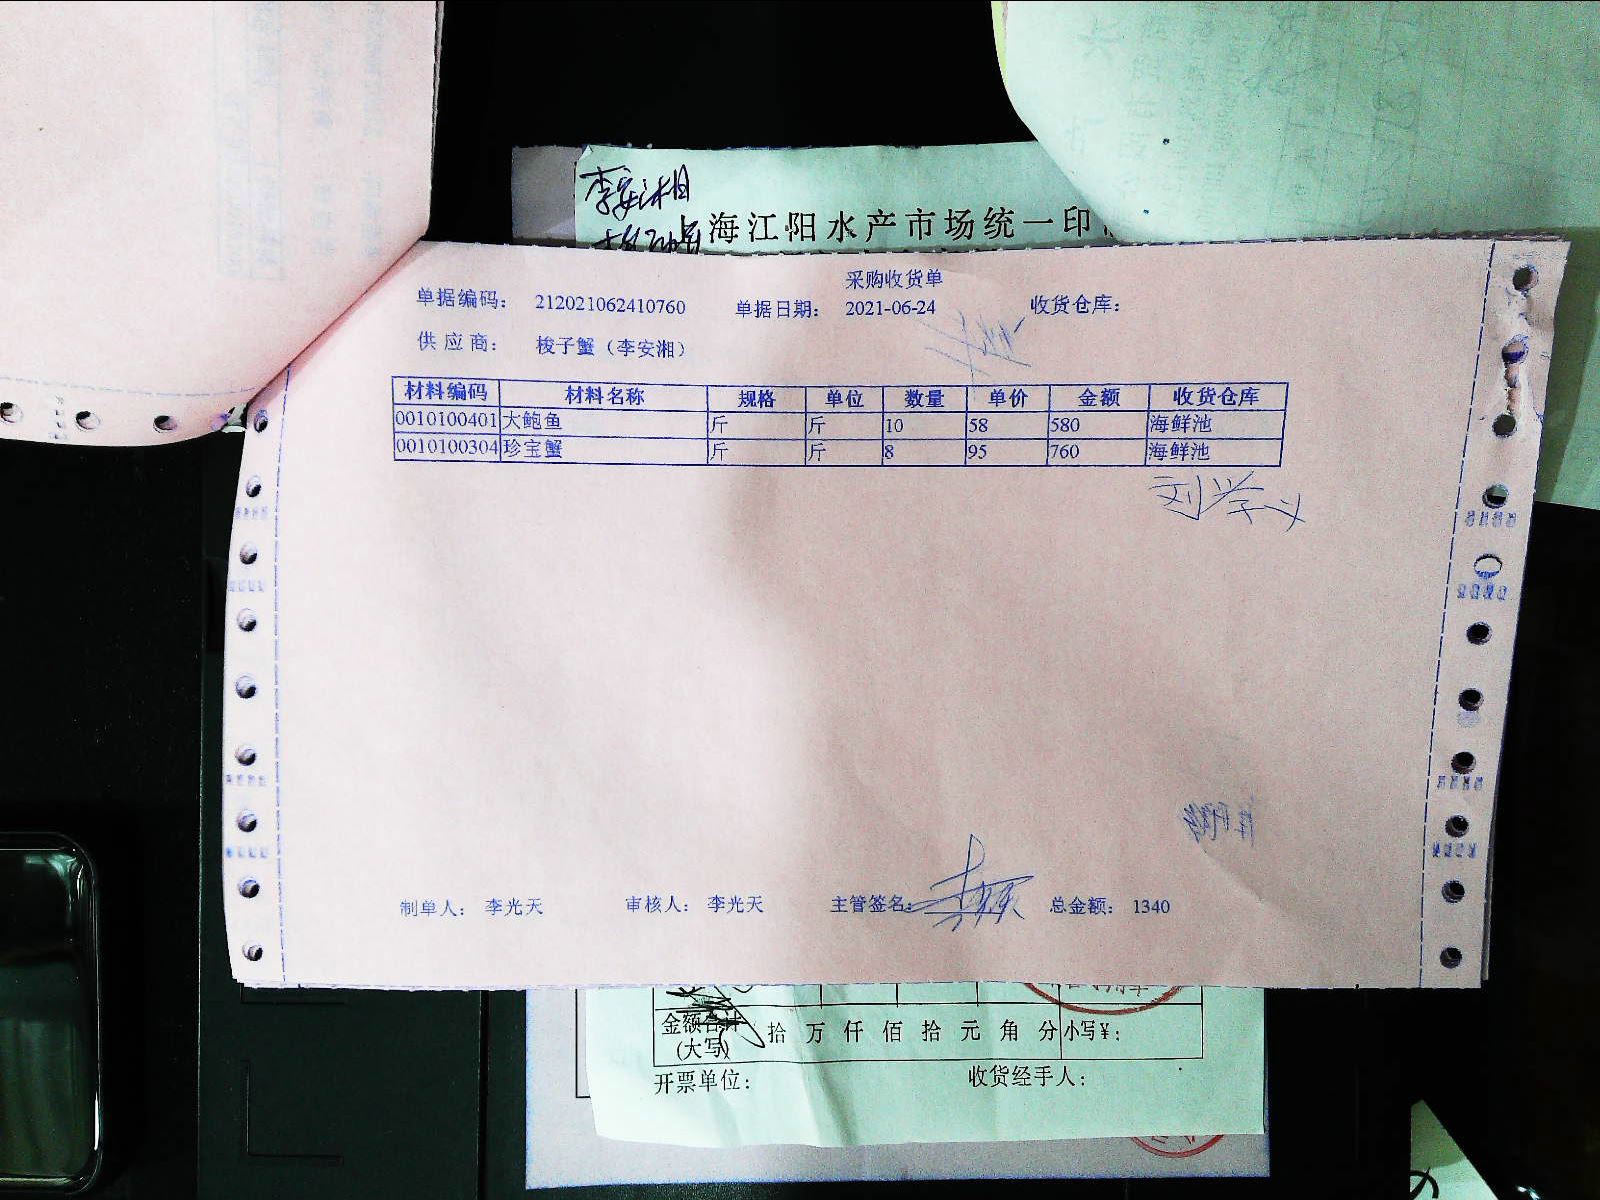 李安湘
海江阳水产市场统一印
采购收货单
单据编码： 212021062410760 单据日期： 2021-06-24 收货仓库：
供应商： 梭子蟹（李安湘）
材料编码 材料名称 规格 单位 数量 单价 金额 收货仓库
0010100401 大鲍鱼 斤 斤 10 58 580 海鲜池
0010100304 珍宝蟹 斤 斤 8 95 760 海鲜池
刘学义
制单人： 李光天 审核人： 李光天 主管签名： 总金额： 1340
金额合计 拾 万 仟 佰 拾 元 角 分 小写¥：
(大写)
开票单位： 收货经手人：